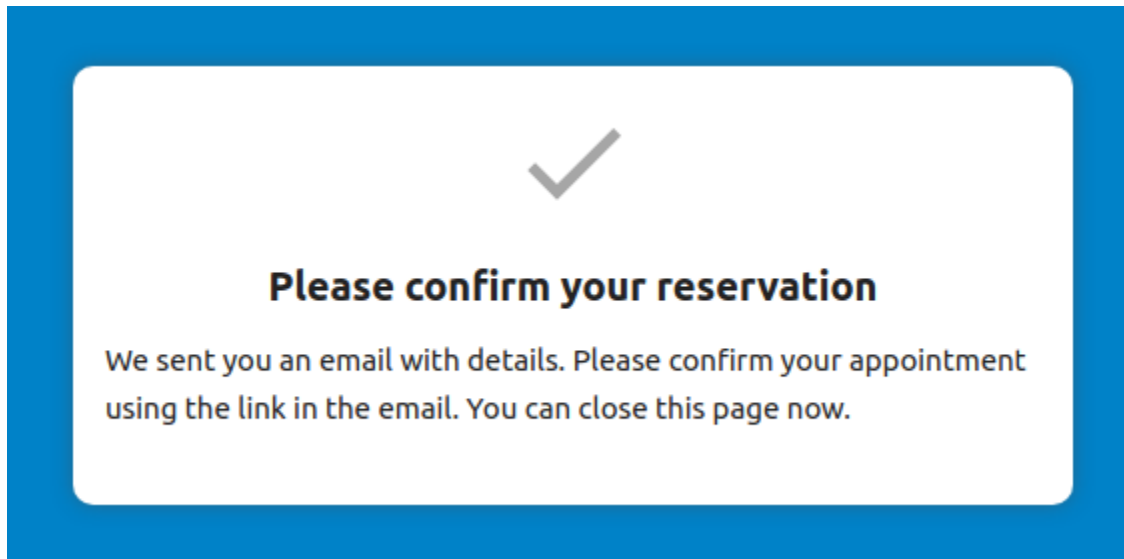 Please confirm your reservation
We sent you an email with details. Please confirm your appointment
using the link in the email. You can close this page now.